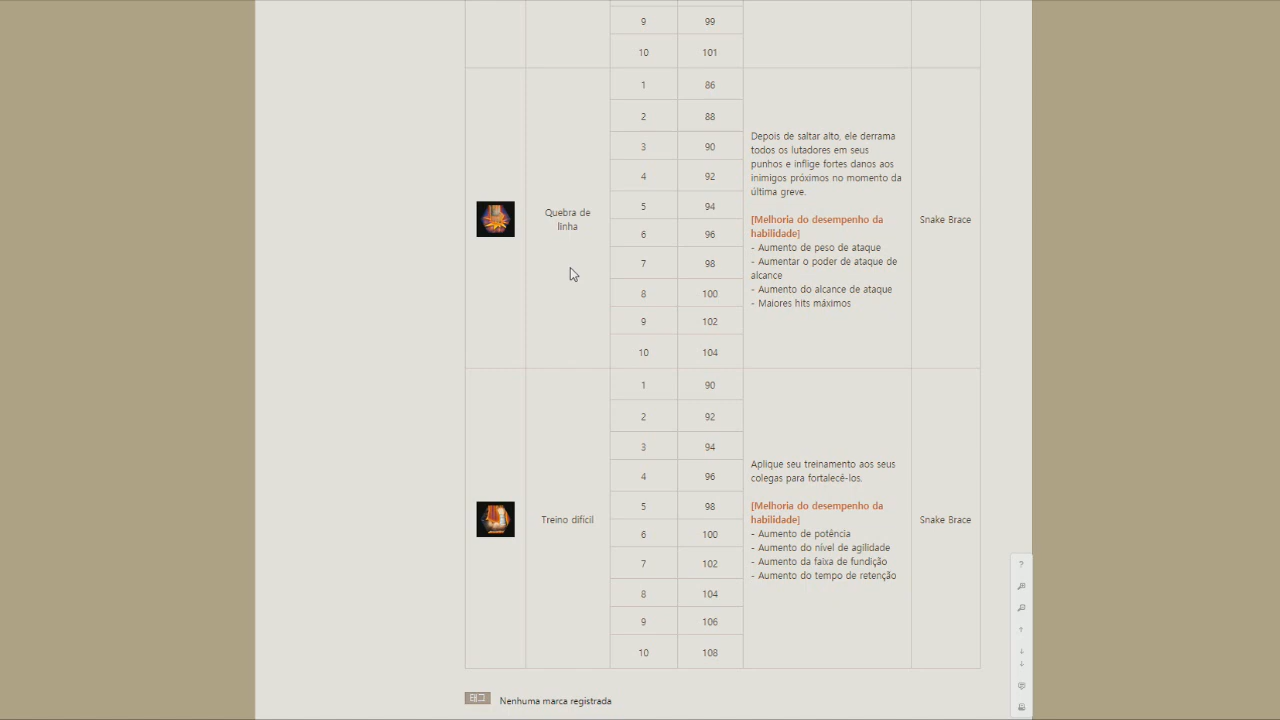 9 99
10 101
1 86
2 88
3 90
4 92
5 94
6 96
7 98
8 100
9 102
10 104
Quebra de
linha
Depois de saltar alto, ele derrama
todos os lutadores em seus
punhos e inflige fortes danos aos
inimigos próximos no momento da
última greve.
[Melhoria do desempenho da
habilidade]
- Aumento de peso de ataque
- Aumentar o poder de ataque de
alcance
- Aumento do alcance de ataque
- Maiores hits máximos
Snake Brace
1 90
2 92
3 94
4 96
5 98
6 100
7 102
8 104
9 106
10 108
Treino difícil
Aplique seu treinamento aos seus
colegas para fortalecê-los.
[Melhoria do desempenho da
habilidade]
- Aumento de potência
- Aumento do nível de agilidade
- Aumento da faixa de fundição
- Aumento do tempo de retenção
Snake Brace
태그 Nenhuma marca registrada
?